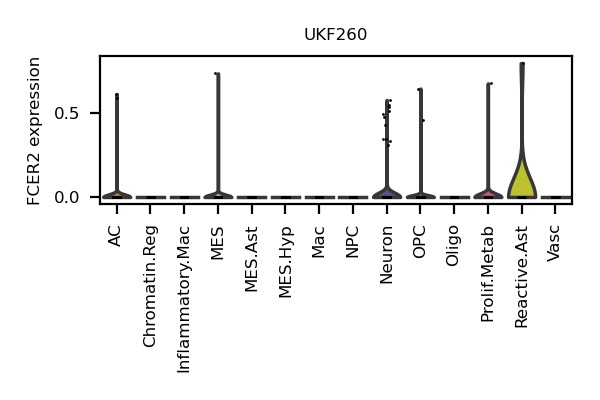 UKF260
FCER2 expression
0.5
0.0
AC
Chromatin.Reg
Inflammatory.Mac
MES
MES.Ast
MES.Hyp
Mac
NPC
Neuron
OPC
Oligo
Prolif.Metab
Reactive.Ast
Vasc